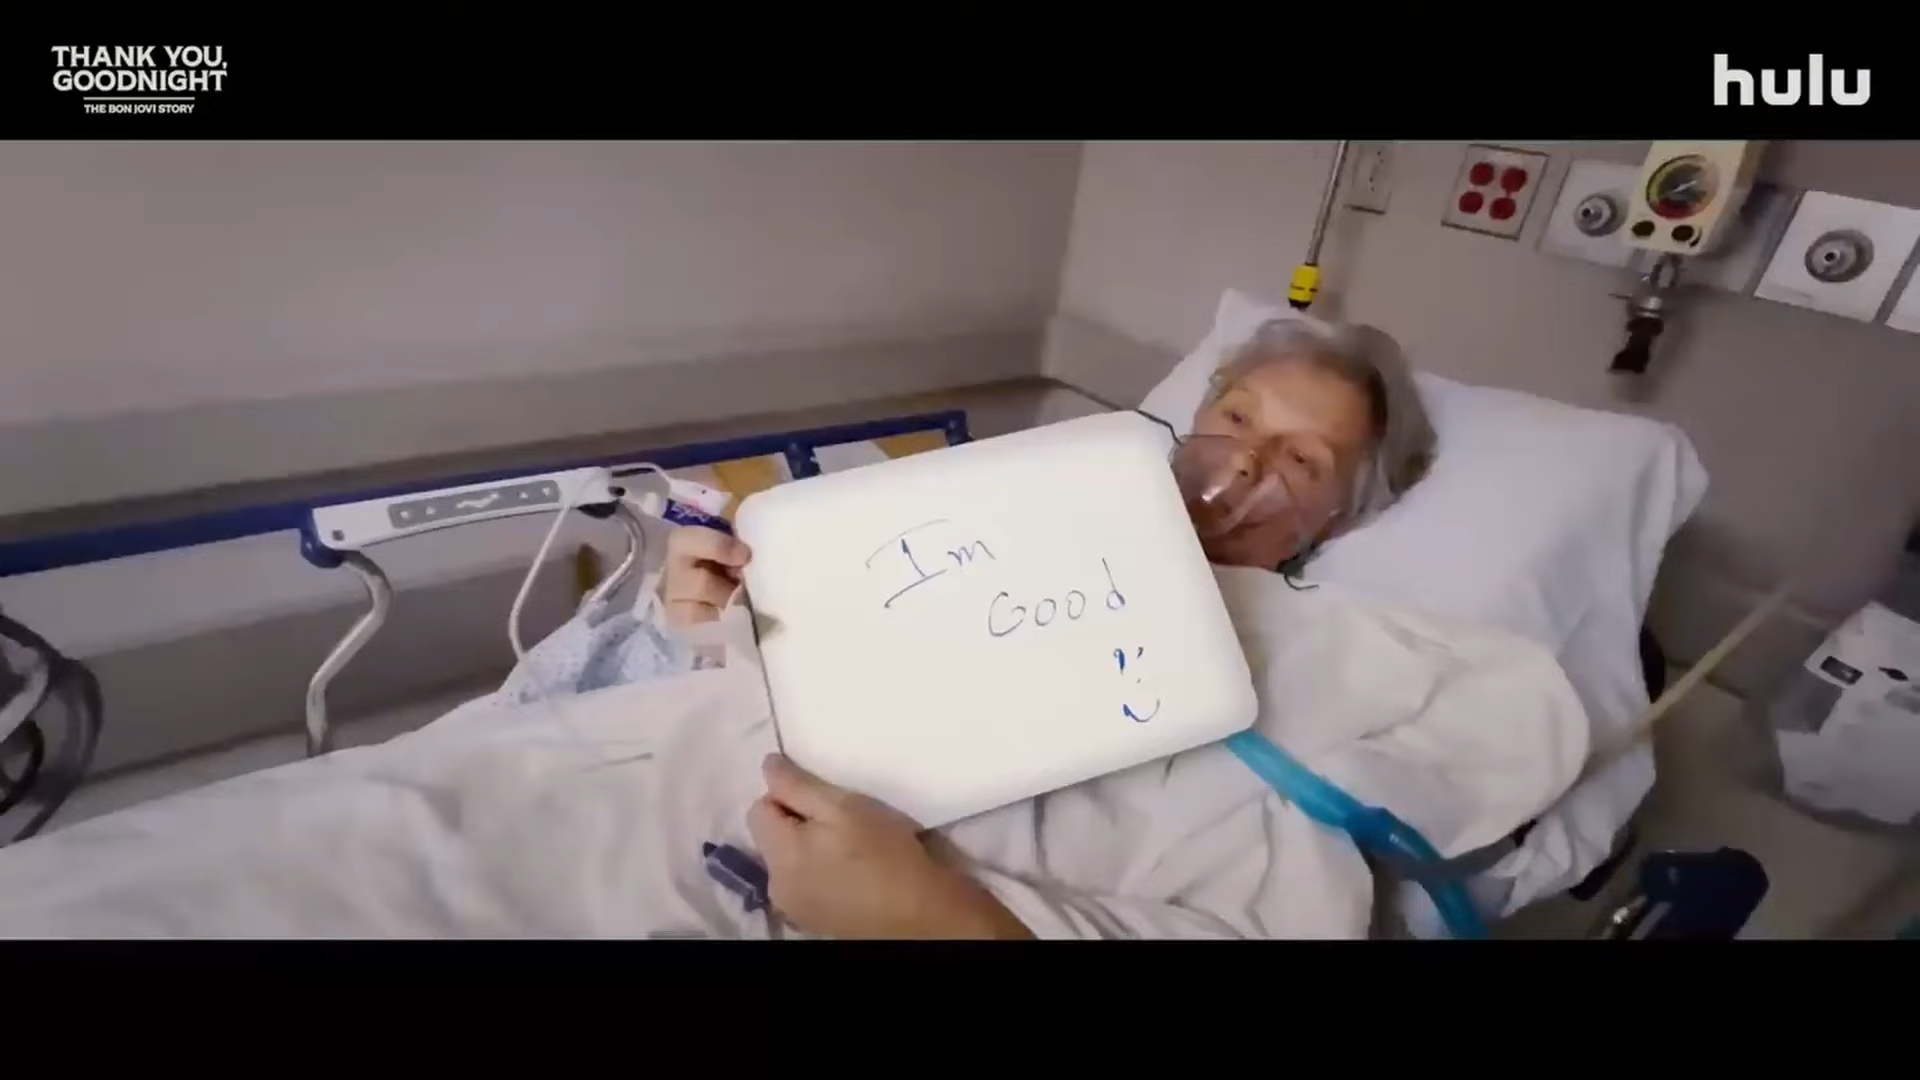 THANK YOU,
GOODNIGHT
THE BON JOVI STORY
hulu
Im
Good